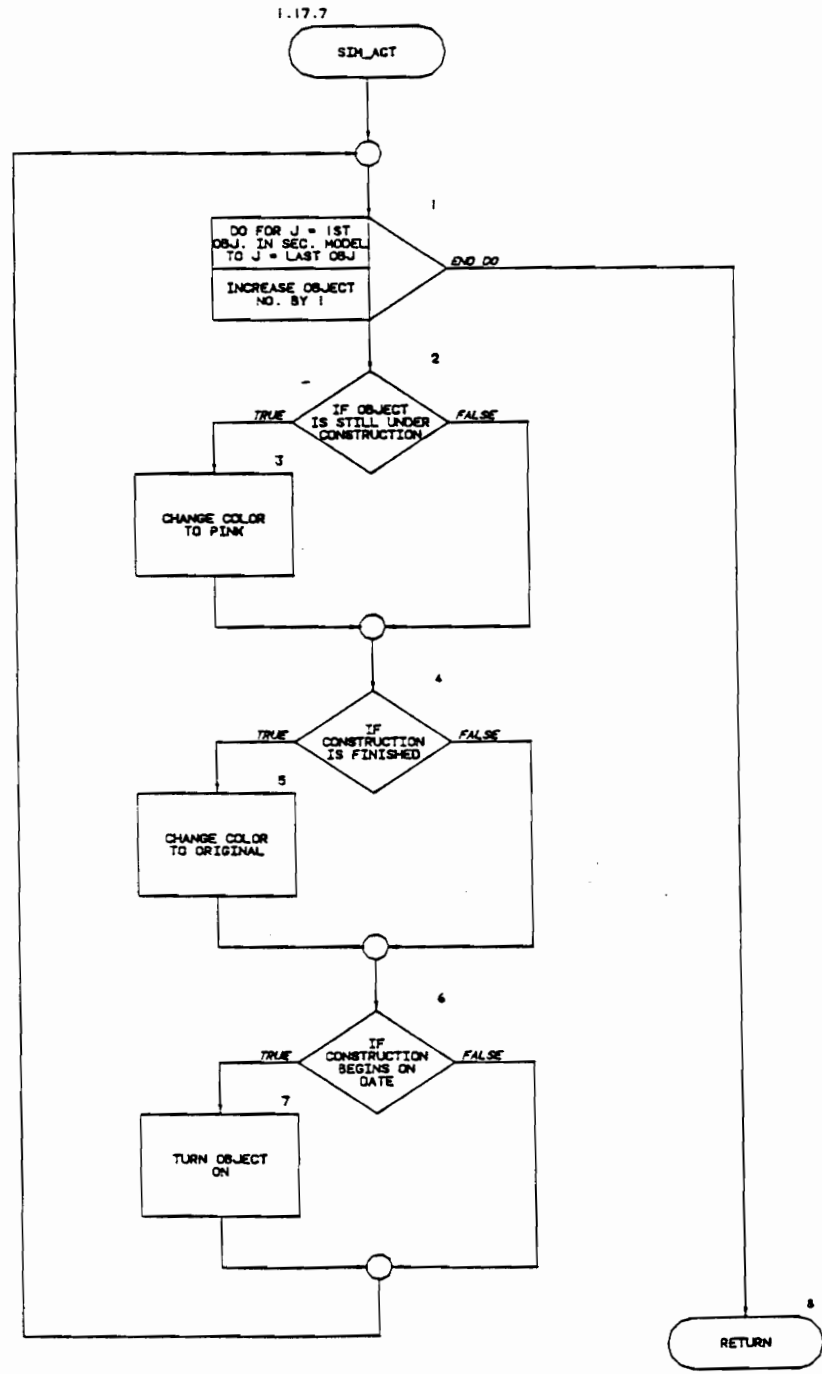 1.17.7
SIM_ACT
1
DO FOR J = 1ST
OBJ. IN SEC. MODEL
TO J = LAST OBJ
END DO
INCREASE OBJECT
NO. BY 1
2
IF OBJECT
IS STILL UNDER
CONSTRUCTION
TRUE
FALSE
3
CHANGE COLOR
TO PINK
4
IF
CONSTRUCTION
IS FINISHED
TRUE
FALSE
5
CHANGE COLOR
TO ORIGINAL
6
IF
CONSTRUCTION
BEGINS ON
DATE
TRUE
FALSE
7
TURN OBJECT
ON
8
RETURN